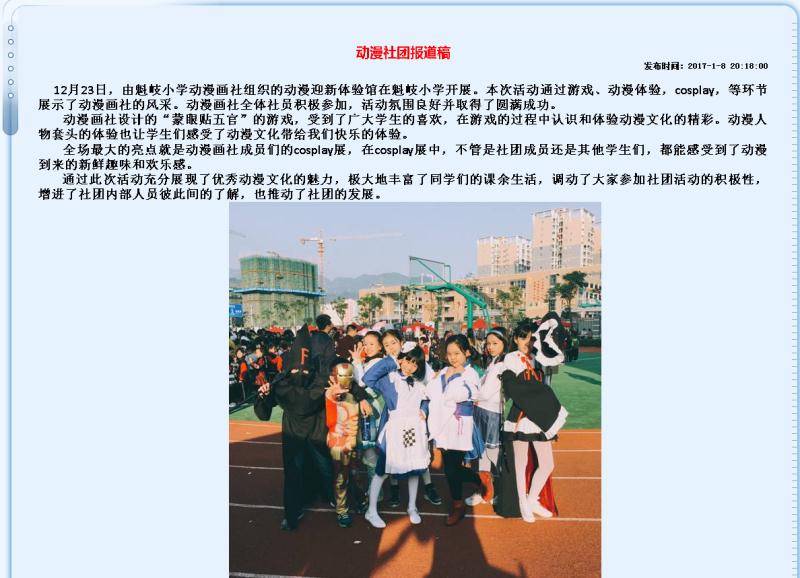 动漫社团报道稿
发布时间：2017-1-8 20:18:00
12月23日，由魁岐小学动漫画社组织的动漫迎新体验馆在魁岐小学开展。本次活动通过游戏、动漫体验，cosplay，等环节
展示了动漫画社的风采。动漫画社全体社员积极参加，活动氛围良好并取得了圆满成功。
动漫画社设计的“蒙眼贴五官”的游戏，受到了广大学生的喜欢，在游戏的过程中认识和体验动漫文化的精彩。动漫人
物套头的体验也让学生们感受了动漫文化带给我们快乐的体验。
全场最大的亮点就是动漫画社成员们的cosplay展，在cosplay展中，不管是社团成员还是其他学生们，都能感受到了动漫
到来的新鲜趣味和欢乐感。
通过此次活动充分展现了优秀动漫文化的魅力，极大地丰富了同学们的课余生活，调动了大家参加社团活动的积极性，
增进了社团内部人员彼此间的了解，也推动了社团的发展。